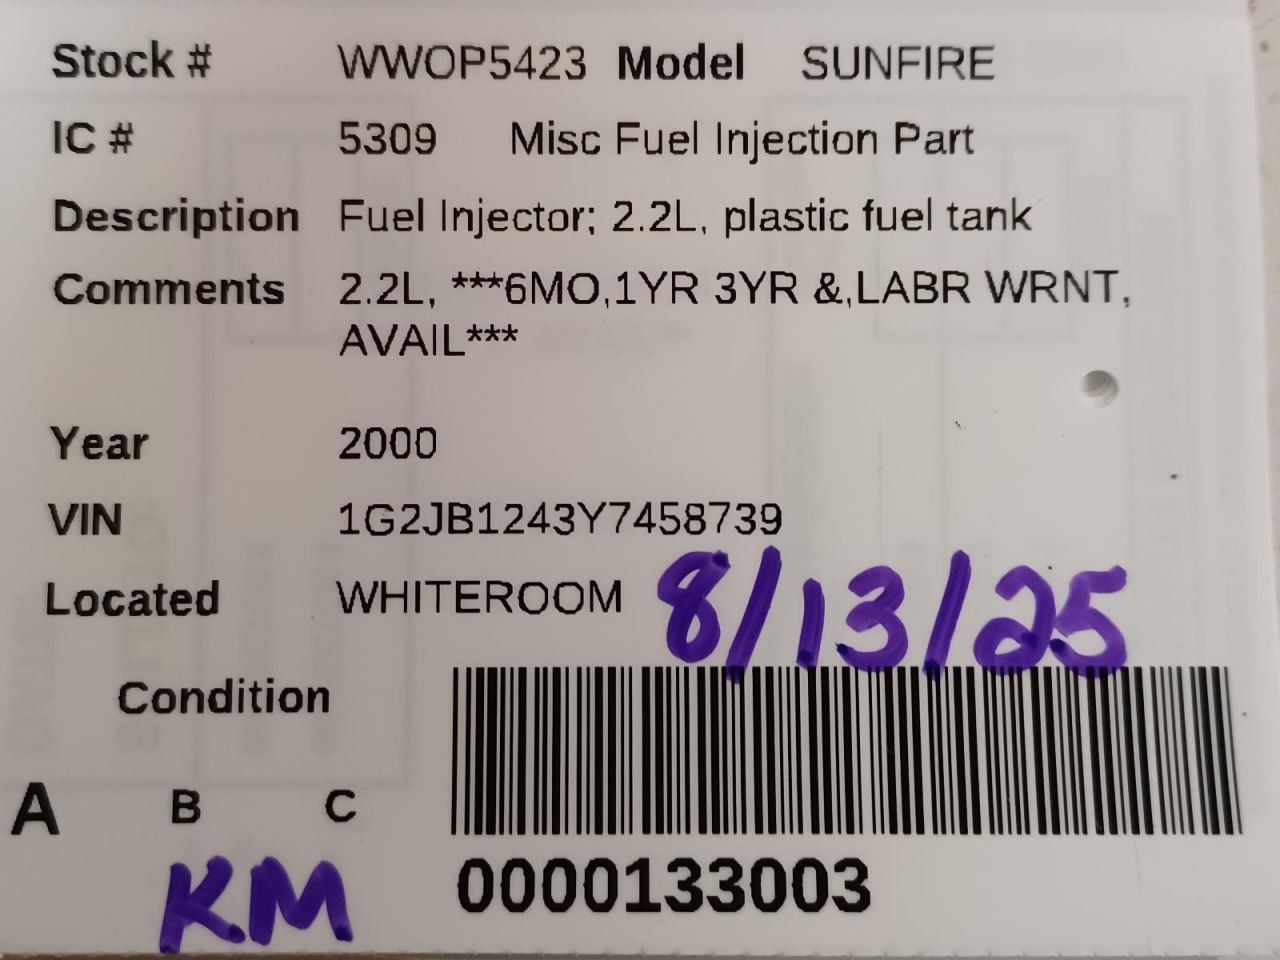 Stock # WWOP5423 Model SUNFIRE
IC # 5309 Misc Fuel Injection Part
Description Fuel Injector; 2.2L, plastic fuel tank
Comments 2.2L, ***6MO,1YR 3YR &,LABR WRNT,
AVAIL***
Year 2000
VIN 1G2JB1243Y7458739
Located WHITEROOM 8/13/25
Condition
A B C
KM
0000133003